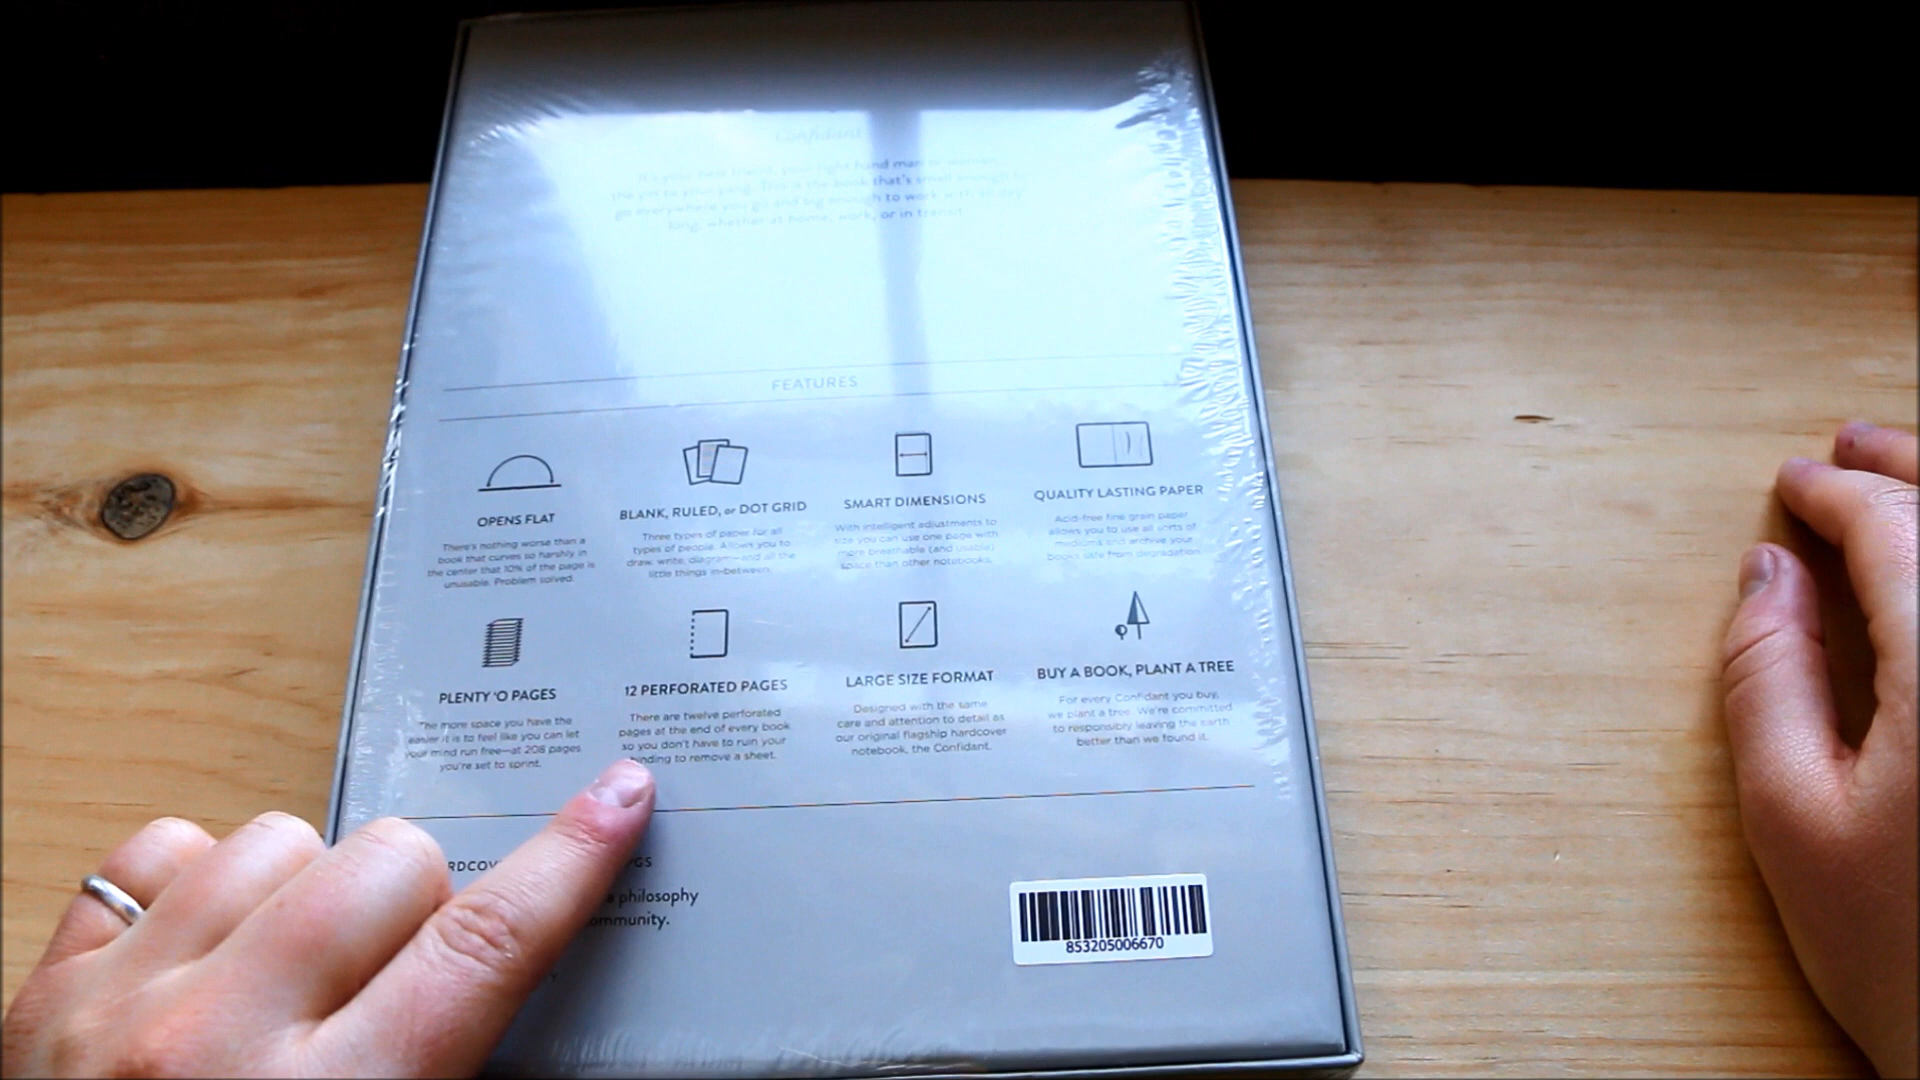 Confidant
It's your best friend, your right hand man or woman,
the yin to your yang. This is the book that's small enough to
go everywhere you go and big enough to work with all day
long, whether at home, work, or in transit.
FEATURES
OPENS FLAT
There's nothing worse than a
book that curves so harshly in
the center that 10% of the page is
unusable. Problem solved.
BLANK, RULED, or DOT GRID
Three types of paper for all
types of people. Allows you to
draw, write, diagram—and all the
little things in-between.
SMART DIMENSIONS
With intelligent adjustments to
size you can use one page with
more breathable (and usable)
space than other notebooks.
QUALITY LASTING PAPER
Acid-free fine grain paper
allows you to use all sorts of
mediums and archive your
books safe from degradation.
PLENTY 'O PAGES
The more space you have the
easier it is to feel like you can let
your mind run free—at 208 pages
you're set to sprint.
12 PERFORATED PAGES
There are twelve perforated
pages at the end of every book
so you don't have to ruin your
binding to remove a sheet.
LARGE SIZE FORMAT
Designed with the same
care and attention to detail as
our original flagship hardcover
notebook, the Confidant.
BUY A BOOK, PLANT A TREE
For every Confidant you buy,
we plant a tree. We're committed
to responsibly leaving the earth
better than we found it.
a philosophy
853205006670